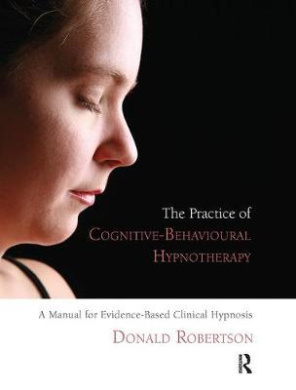 The Practice of
COGNITIVE-BEHAVIOURAL
HYPNOTHERAPY
A Manual for Evidence-Based Clinical Hypnosis
DONALD ROBERTSON
R